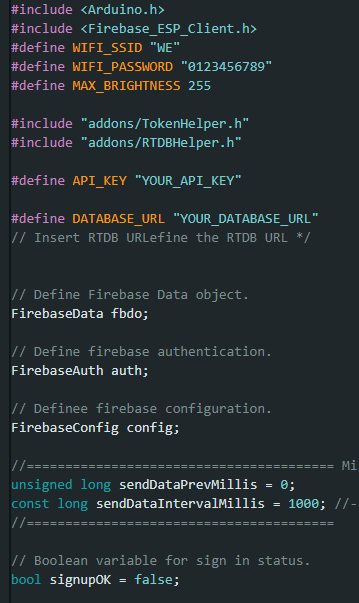 #include <Arduino.h>
#include <Firebase_ESP_Client.h>
#define WIFI_SSID "WE"
#define WIFI_PASSWORD "0123456789"
#define MAX_BRIGHTNESS 255
#include "addons/TokenHelper.h"
#include "addons/RTDBHelper.h"
#define API_KEY "YOUR_API_KEY"
#define DATABASE_URL "YOUR_DATABASE_URL"
// Insert RTDB URLefine the RTDB URL */
// Define Firebase Data object.
FirebaseData fbdo;
// Define firebase authentication.
FirebaseAuth auth;
// Definee firebase configuration.
FirebaseConfig config;
//======================================== Mi
unsigned long sendDataPrevMillis = 0;
const long sendDataIntervalMillis = 1000; //-
//========================================
// Boolean variable for sign in status.
bool signupOK = false;